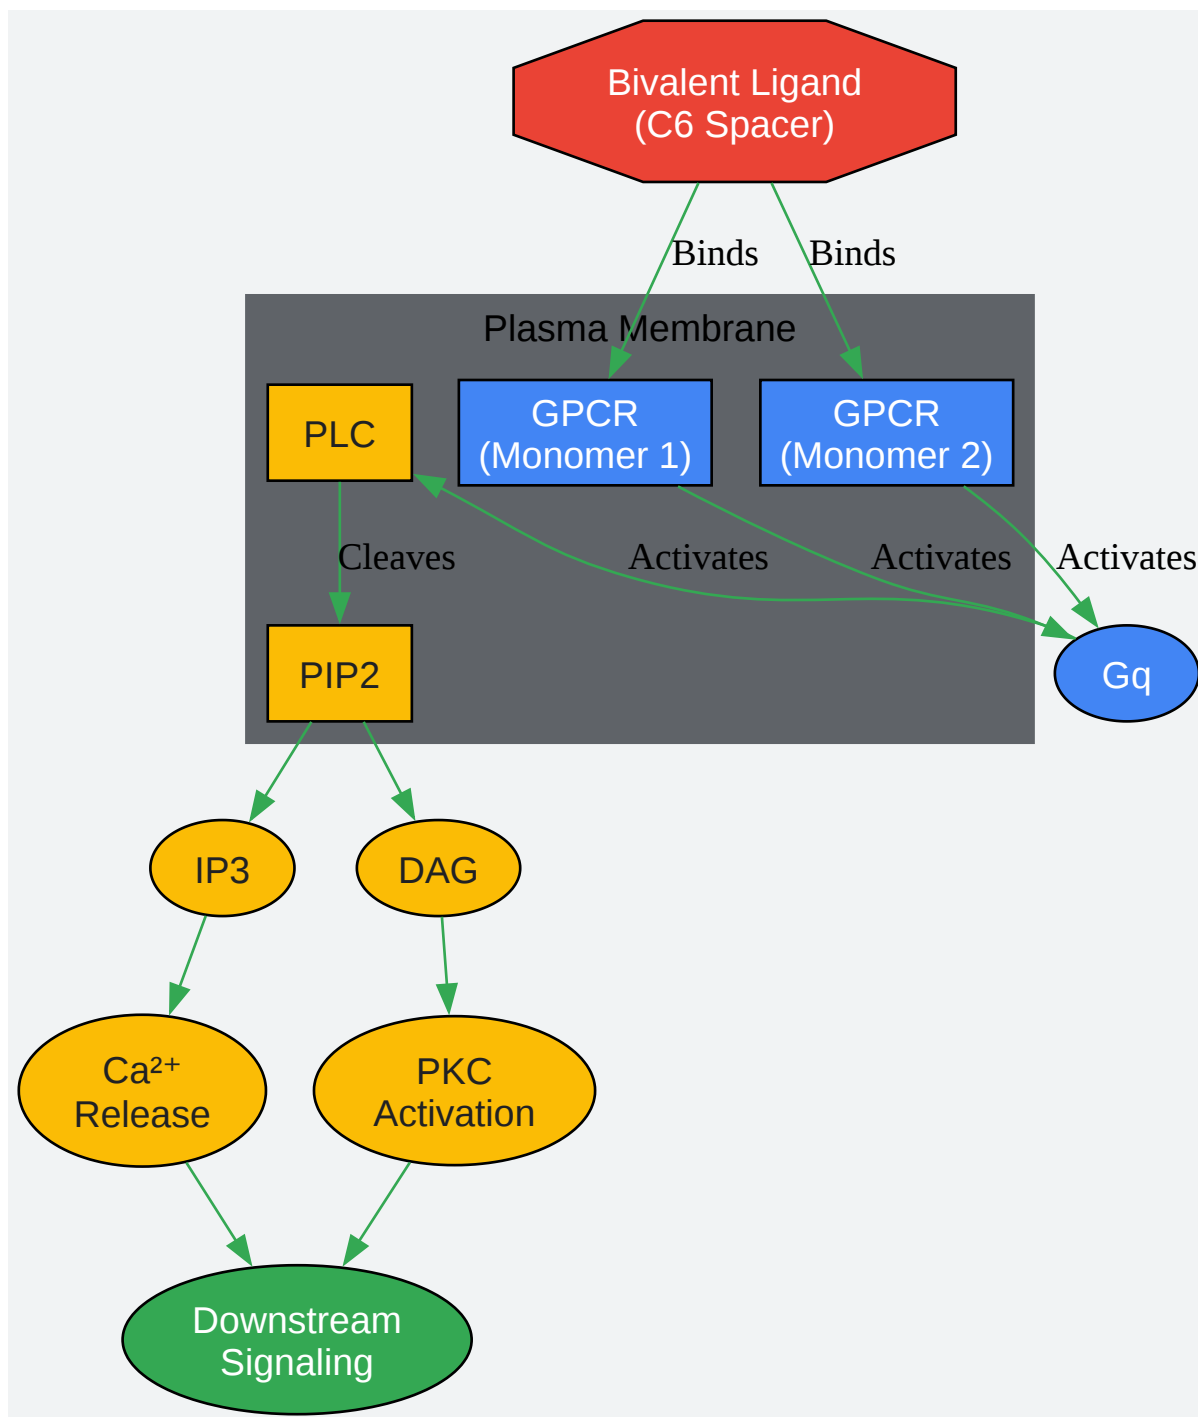 Bivalent Ligand
(C6 Spacer)
Binds
Binds
Plasma Membrane
PLC
GPCR
(Monomer 1)
GPCR
(Monomer 2)
Cleaves
Activates
Activates
Activates
PIP2
Gq
IP3
DAG
Ca²⁺
Release
PKC
Activation
Downstream
Signaling